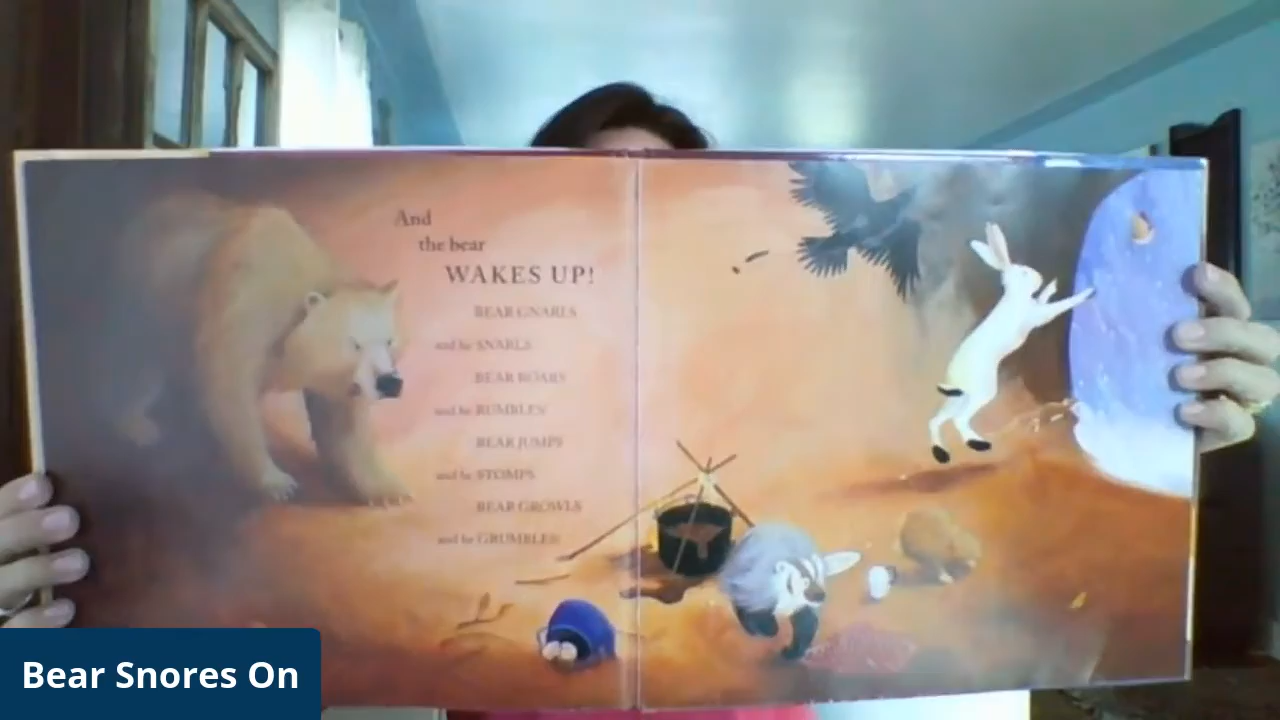 And
the bear
WAKES UP!
BEAR GNARLS
and he SNARLS.
BEAR ROARS
and he RUMBLES!
BEAR JUMPS
and he STOMPS.
BEAR GROWLS
and he GRUMBLES!
Bear Snores On